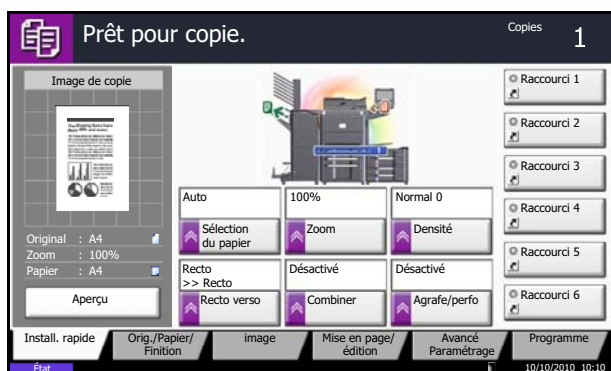 Prêt pour copie.
Copies
1
Image de copie
Original : A4
Zoom : 100%
Papier : A4
Aperçu
Auto
Sélection
du papier
100%
Zoom
Normal 0
Densité
Recto
>> Recto
Recto verso
Désactivé
Combiner
Désactivé
Agrafe/perfo
Raccourci 1
Raccourci 2
Raccourci 3
Raccourci 4
Raccourci 5
Raccourci 6
Install. rapide
Orig./Papier/
Finition
image
Mise en page/
édition
Avancé
Paramétrage
Programme
État
10/10/2010 10:10